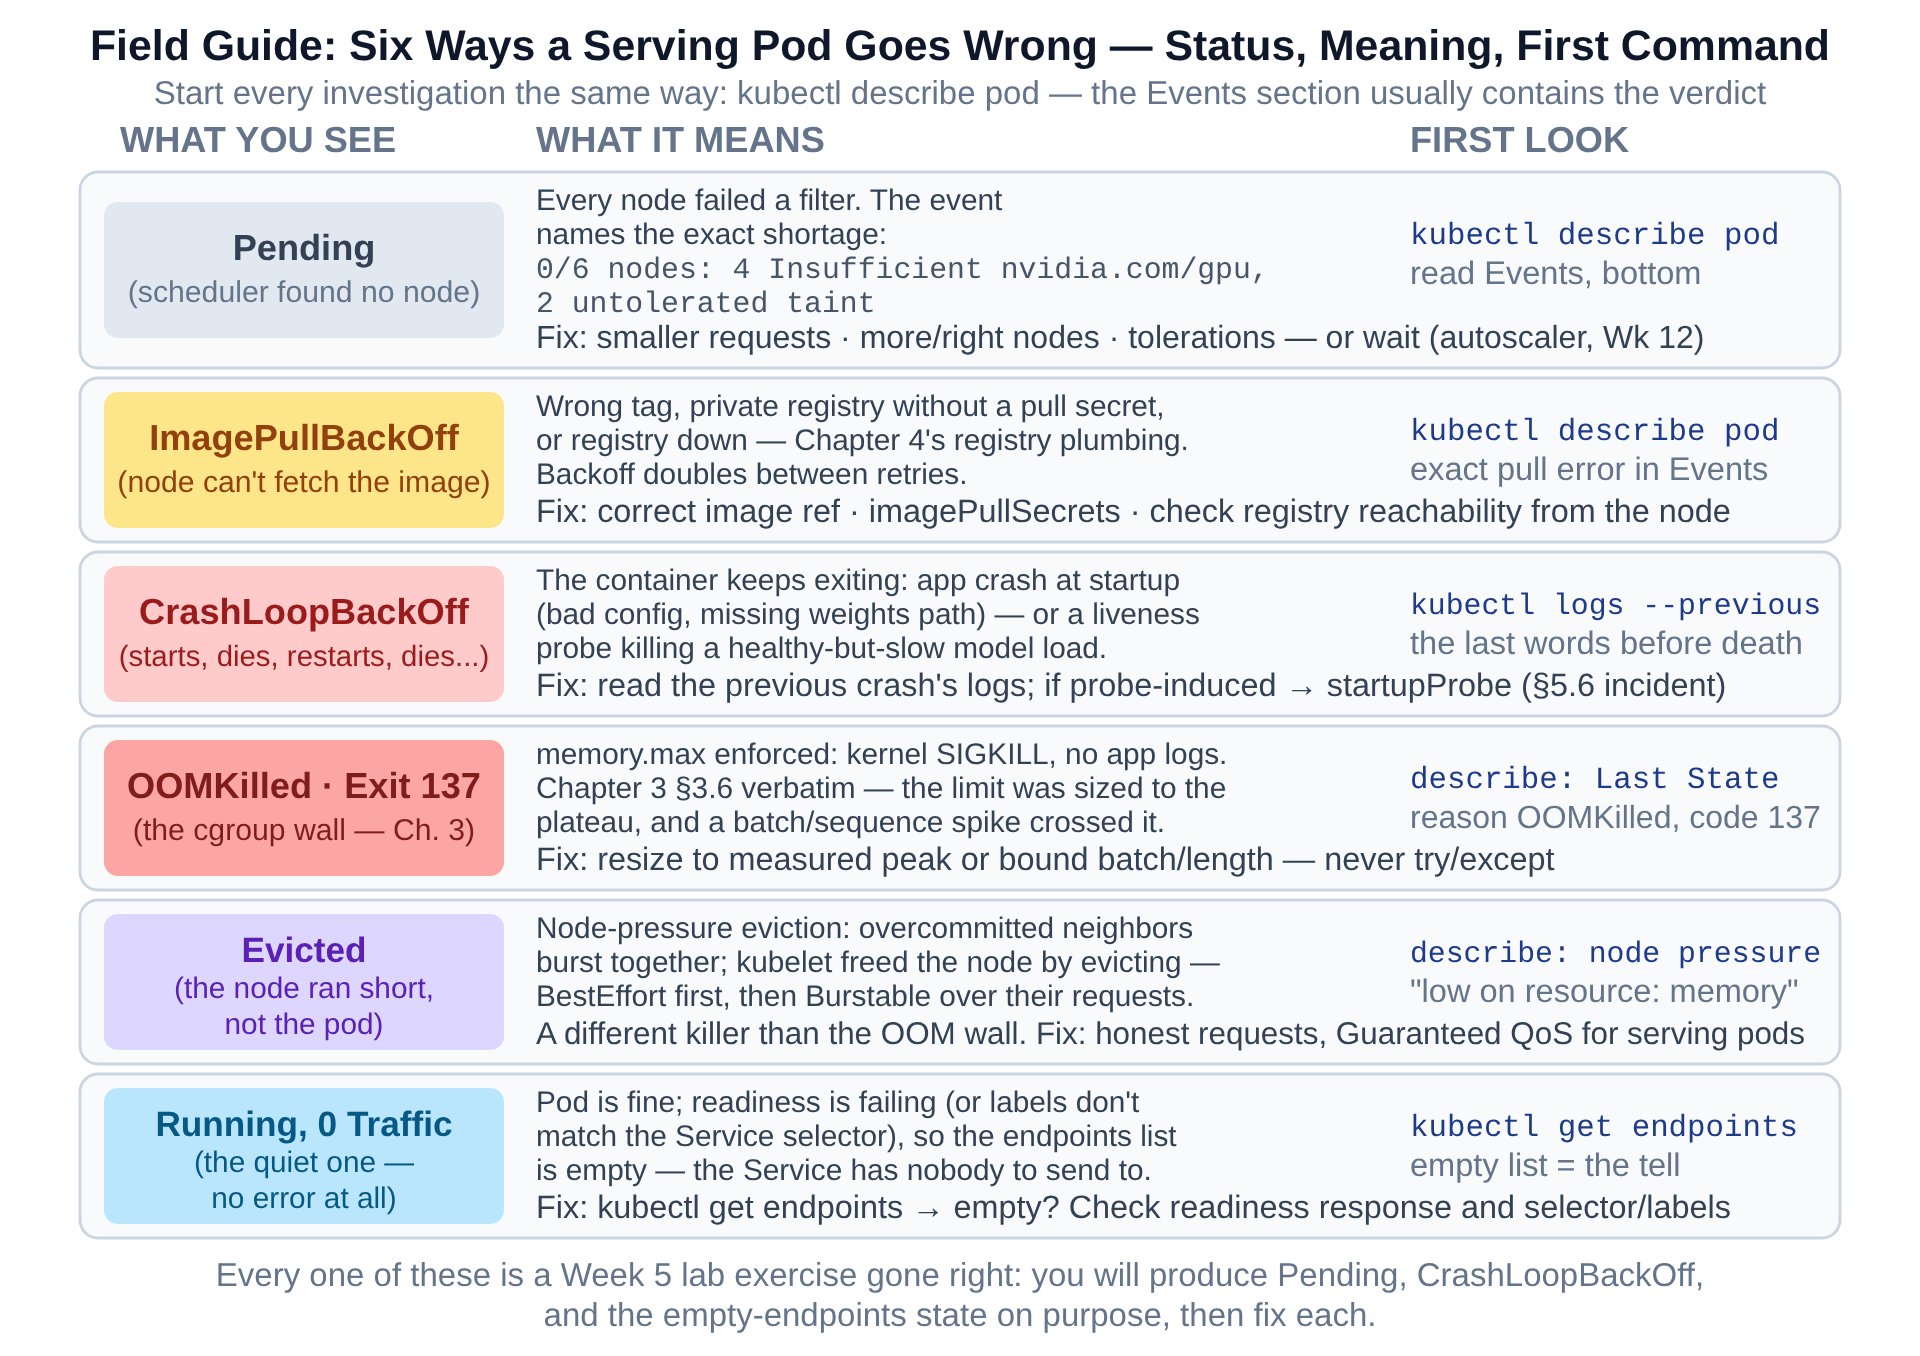 Field Guide: Six Ways a Serving Pod Goes Wrong — Status, Meaning, First Command
Start every investigation the same way: kubectl describe pod — the Events section usually contains the verdict
WHAT YOU SEE
WHAT IT MEANS
FIRST LOOK
Pending
(scheduler found no node)
Every node failed a filter. The event
names the exact shortage:
0/6 nodes: 4 Insufficient nvidia.com/gpu,
2 untolerated taint
Fix: smaller requests · more/right nodes · tolerations — or wait (autoscaler, Wk 12)
kubectl describe pod
read Events, bottom
ImagePullBackOff
(node can't fetch the image)
Wrong tag, private registry without a pull secret,
or registry down — Chapter 4's registry plumbing.
Backoff doubles between retries.
Fix: correct image ref · imagePullSecrets · check registry reachability from the node
kubectl describe pod
exact pull error in Events
CrashLoopBackOff
(starts, dies, restarts, dies...)
The container keeps exiting: app crash at startup
(bad config, missing weights path) — or a liveness
probe killing a healthy-but-slow model load.
Fix: read the previous crash's logs; if probe-induced → startupProbe (§5.6 incident)
kubectl logs --previous
the last words before death
OOMKilled · Exit 137
(the cgroup wall — Ch. 3)
memory.max enforced: kernel SIGKILL, no app logs.
Chapter 3 §3.6 verbatim — the limit was sized to the
plateau, and a batch/sequence spike crossed it.
Fix: resize to measured peak or bound batch/length — never try/except
describe: Last State
reason OOMKilled, code 137
Evicted
(the node ran short,
not the pod)
Node-pressure eviction: overcommitted neighbors
burst together; kubelet freed the node by evicting —
BestEffort first, then Burstable over their requests.
A different killer than the OOM wall. Fix: honest requests, Guaranteed QoS for serving pods
describe: node pressure
"low on resource: memory"
Running, 0 Traffic
(the quiet one —
no error at all)
Pod is fine; readiness is failing (or labels don't
match the Service selector), so the endpoints list
is empty — the Service has nobody to send to.
Fix: kubectl get endpoints → empty? Check readiness response and selector/labels
kubectl get endpoints
empty list = the tell
Every one of these is a Week 5 lab exercise gone right: you will produce Pending, CrashLoopBackOff,
and the empty-endpoints state on purpose, then fix each.